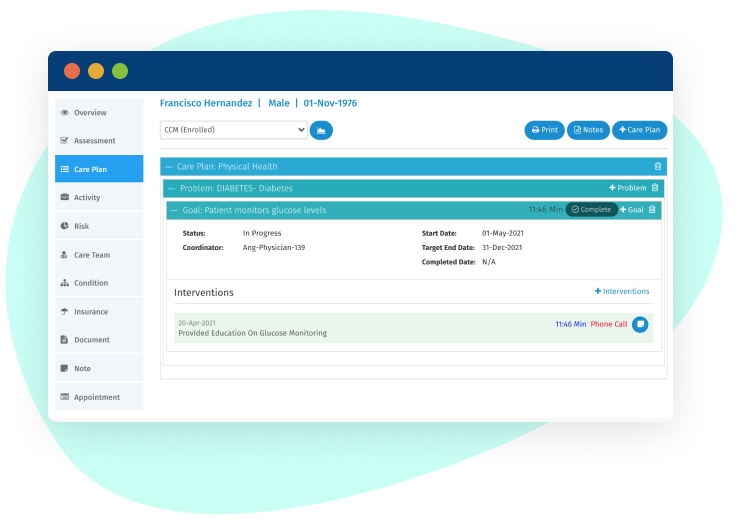 Francisco Hernandez | Male | 01-Nov-1976
Overview
Assessment
Care Plan
Activity
Risk
Care Team
Condition
Insurance
Document
Note
Appointment
CCM (Enrolled)
Print
Notes
+ Care Plan
— Care Plan: Physical Health
— Problem: DIABETES- Diabetes
+ Problem
— Goal: Patient monitors glucose levels
11:46 Min
Complete
+ Goal
Status: In Progress
Start Date: 01-May-2021
Coordinator: Ang-Physician-139
Target End Date: 31-Dec-2021
Completed Date: N/A
Interventions
+ Interventions
20-Apr-2021
Provided Education On Glucose Monitoring
11:46 Min Phone Call